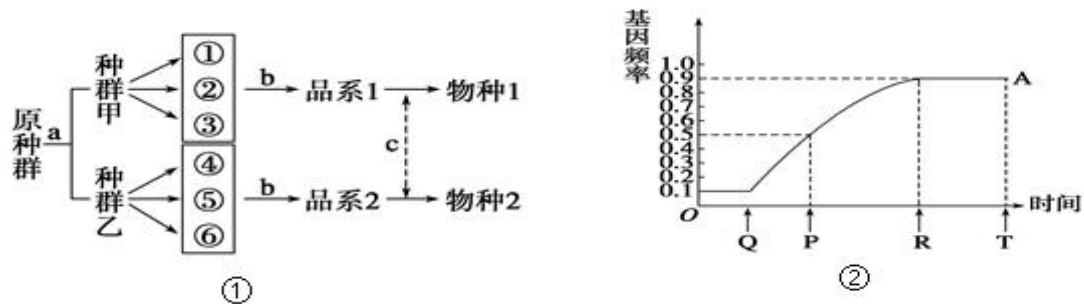 原种群
a
种群甲
①
②
③
b
品系1
物种1
c
种群乙
④
⑤
⑥
b
品系2
物种2
①
基因频率
1.0
0.9
0.8
0.7
0.6
0.5
0.4
0.3
0.2
0.1
O
A
Q
P
R
T
时间
②